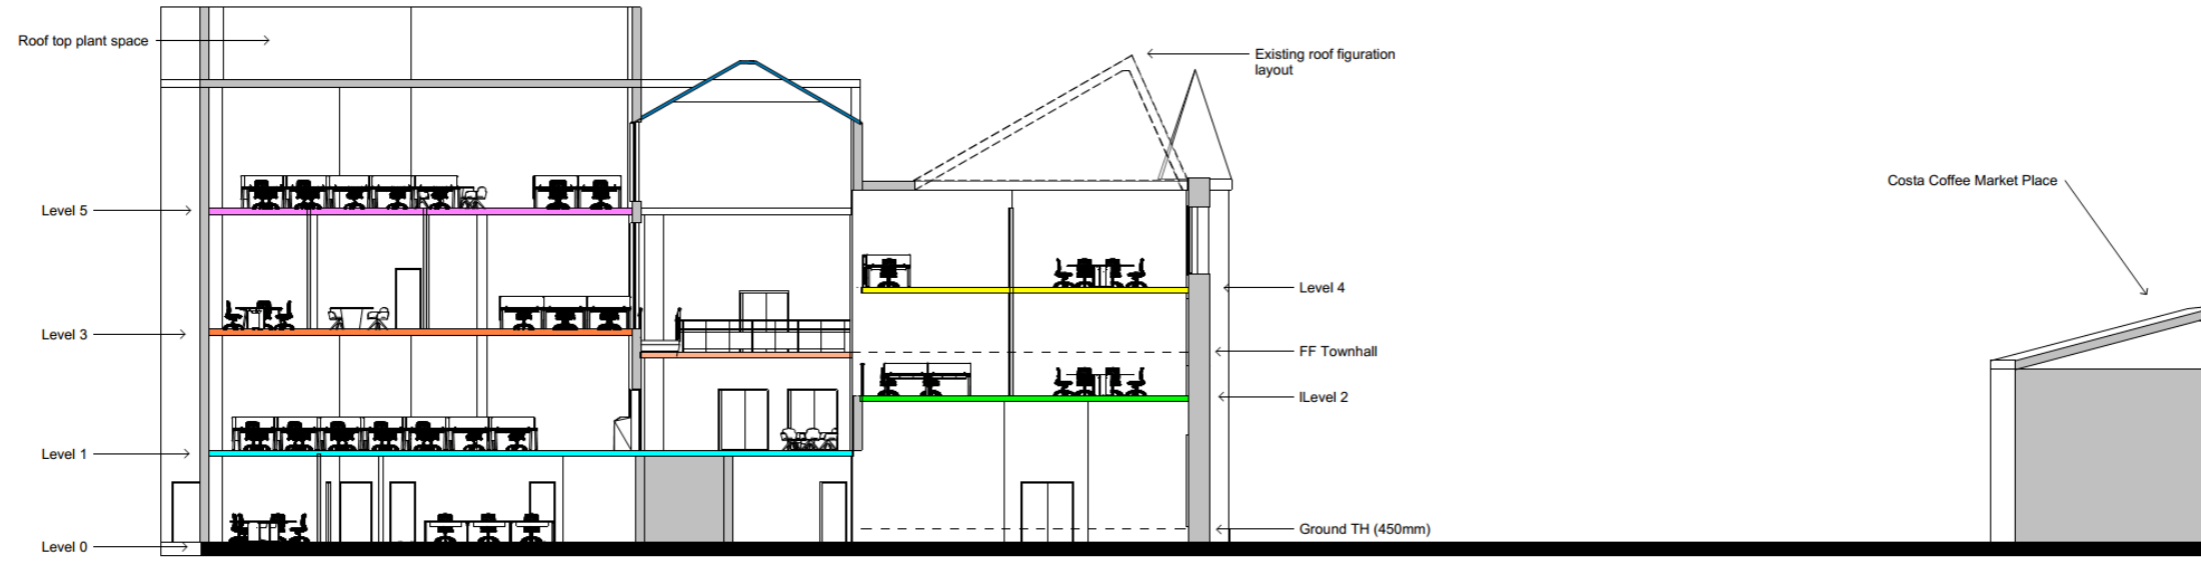 Roof top plant space
Existing roof figuration
layout
Costa Coffee Market Place
Level 5
Level 4
Level 3
FF Townhall
lLevel 2
Level 1
Ground TH (450mm)
Level 0